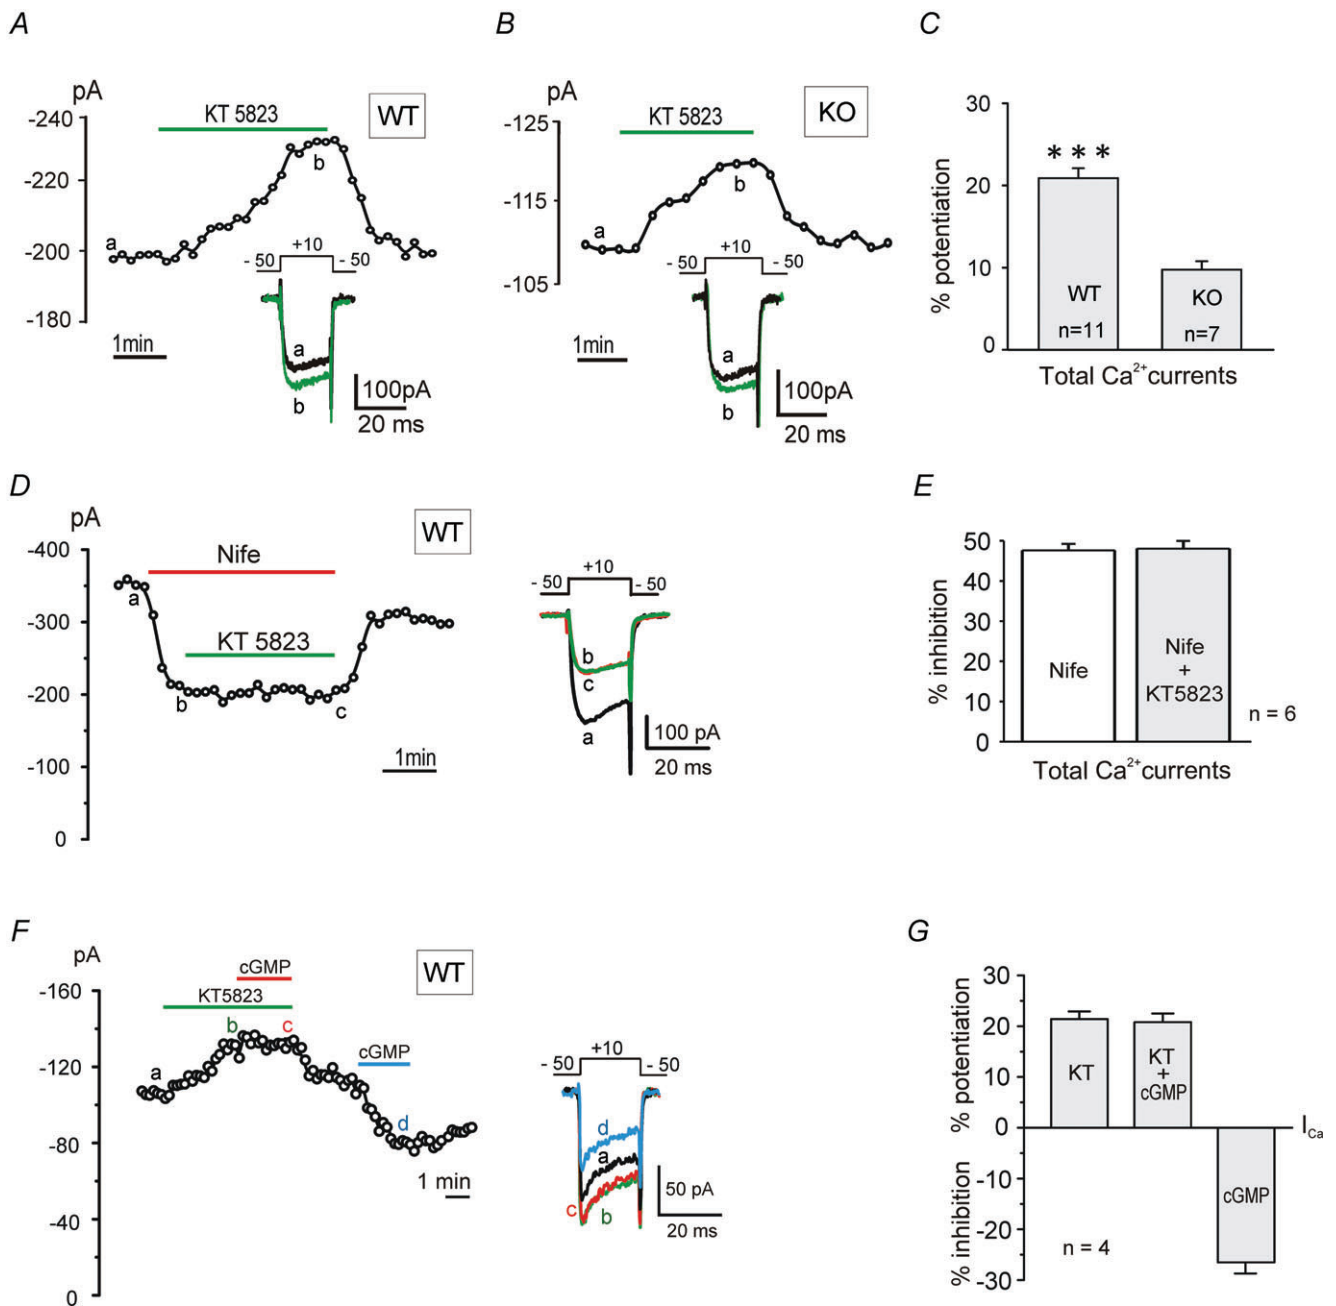 A
pA
KT 5823
WT
-240
-220
-200
-180
a
b
- 50
+10
- 50
a
b
1min
100pA
20 ms
B
pA
KT 5823
KO
-125
-115
-105
a
b
- 50
+10
- 50
a
b
1min
100pA
20 ms
C
% potentiation
30
20
10
0
***
WT
n=11
KO
n=7
Total Ca²⁺currents
D
pA
WT
-400
-300
-200
-100
0
Nife
a
KT 5823
b
c
1min
- 50
+10
- 50
b
c
a
100 pA
20 ms
E
% inhibition
50
40
30
20
10
0
Nife
Nife
+
KT5823
n = 6
Total Ca²⁺currents
F
pA
WT
-160
-120
-80
-40
0
cGMP
KT5823
a
b
c
cGMP
d
1 min
- 50
+10
- 50
d
a
c
b
50 pA
20 ms
G
% potentiation
% inhibition
30
20
10
0
-10
-20
-30
KT
KT
+
cGMP
cGMP
I Ca
n = 4